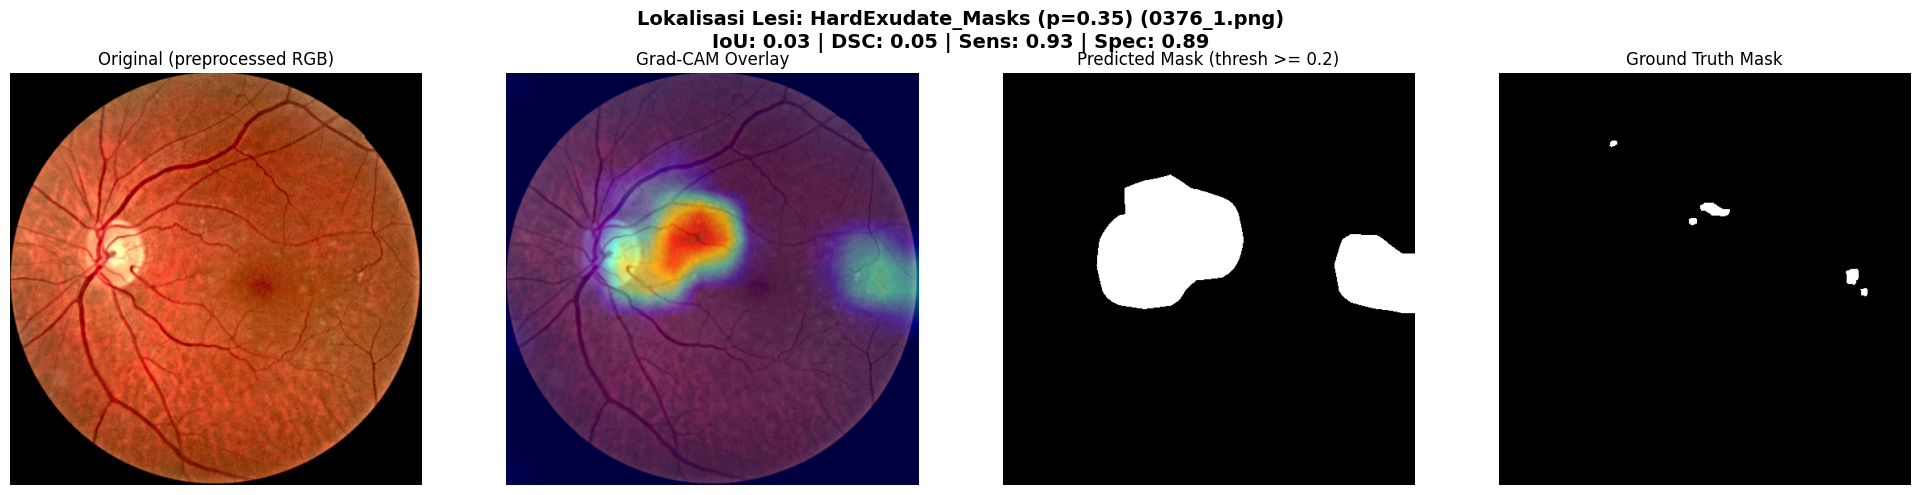 Lokalisasi Lesi: HardExudate_Masks (p=0.35) (0376_1.png)
IoU: 0.03 | DSC: 0.05 | Sens: 0.93 | Spec: 0.89
Original (preprocessed RGB)
Grad-CAM Overlay
Predicted Mask (thresh >= 0.2)
Ground Truth Mask